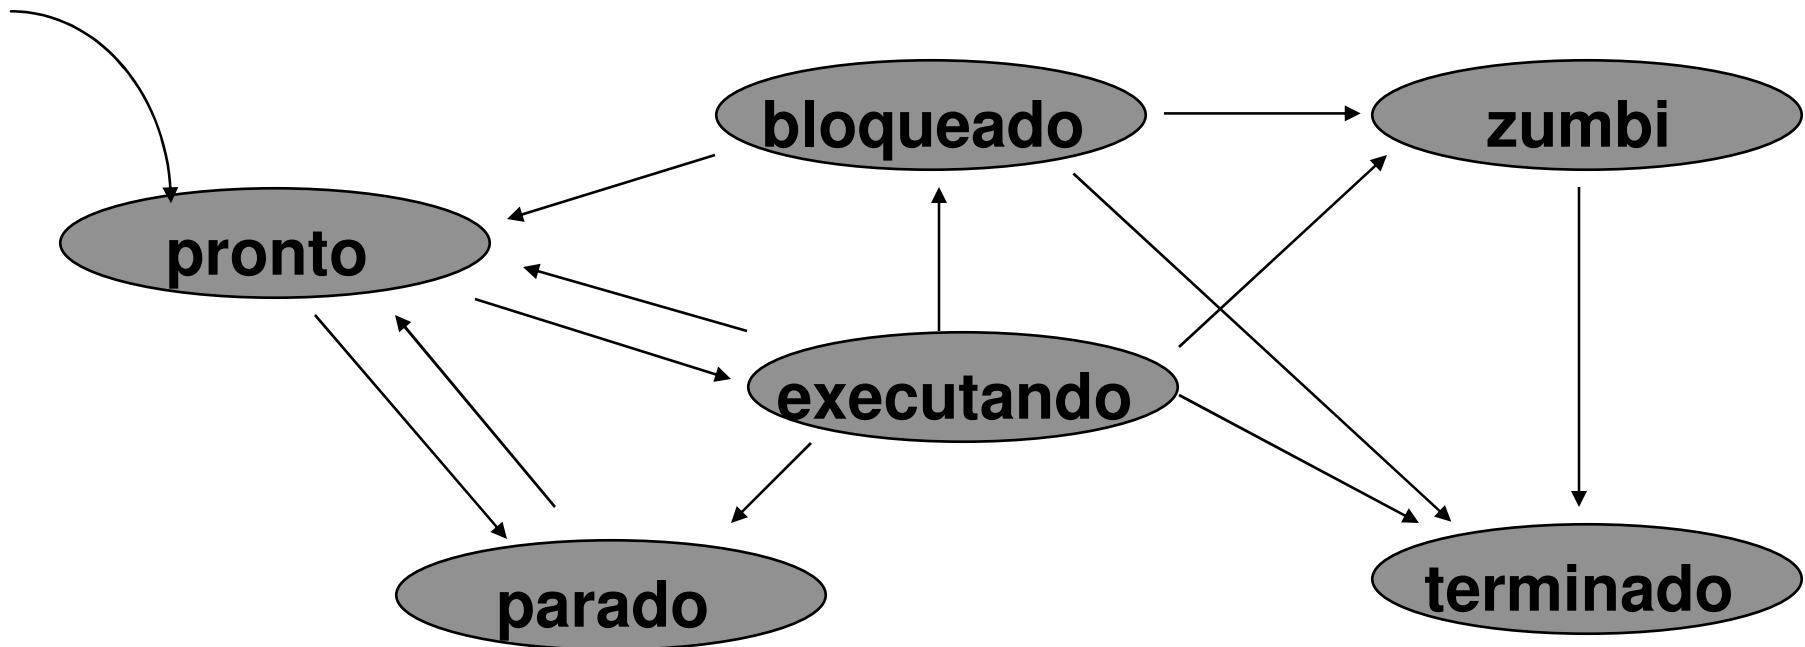 bloqueado
zumbi
pronto
executando
parado
terminado